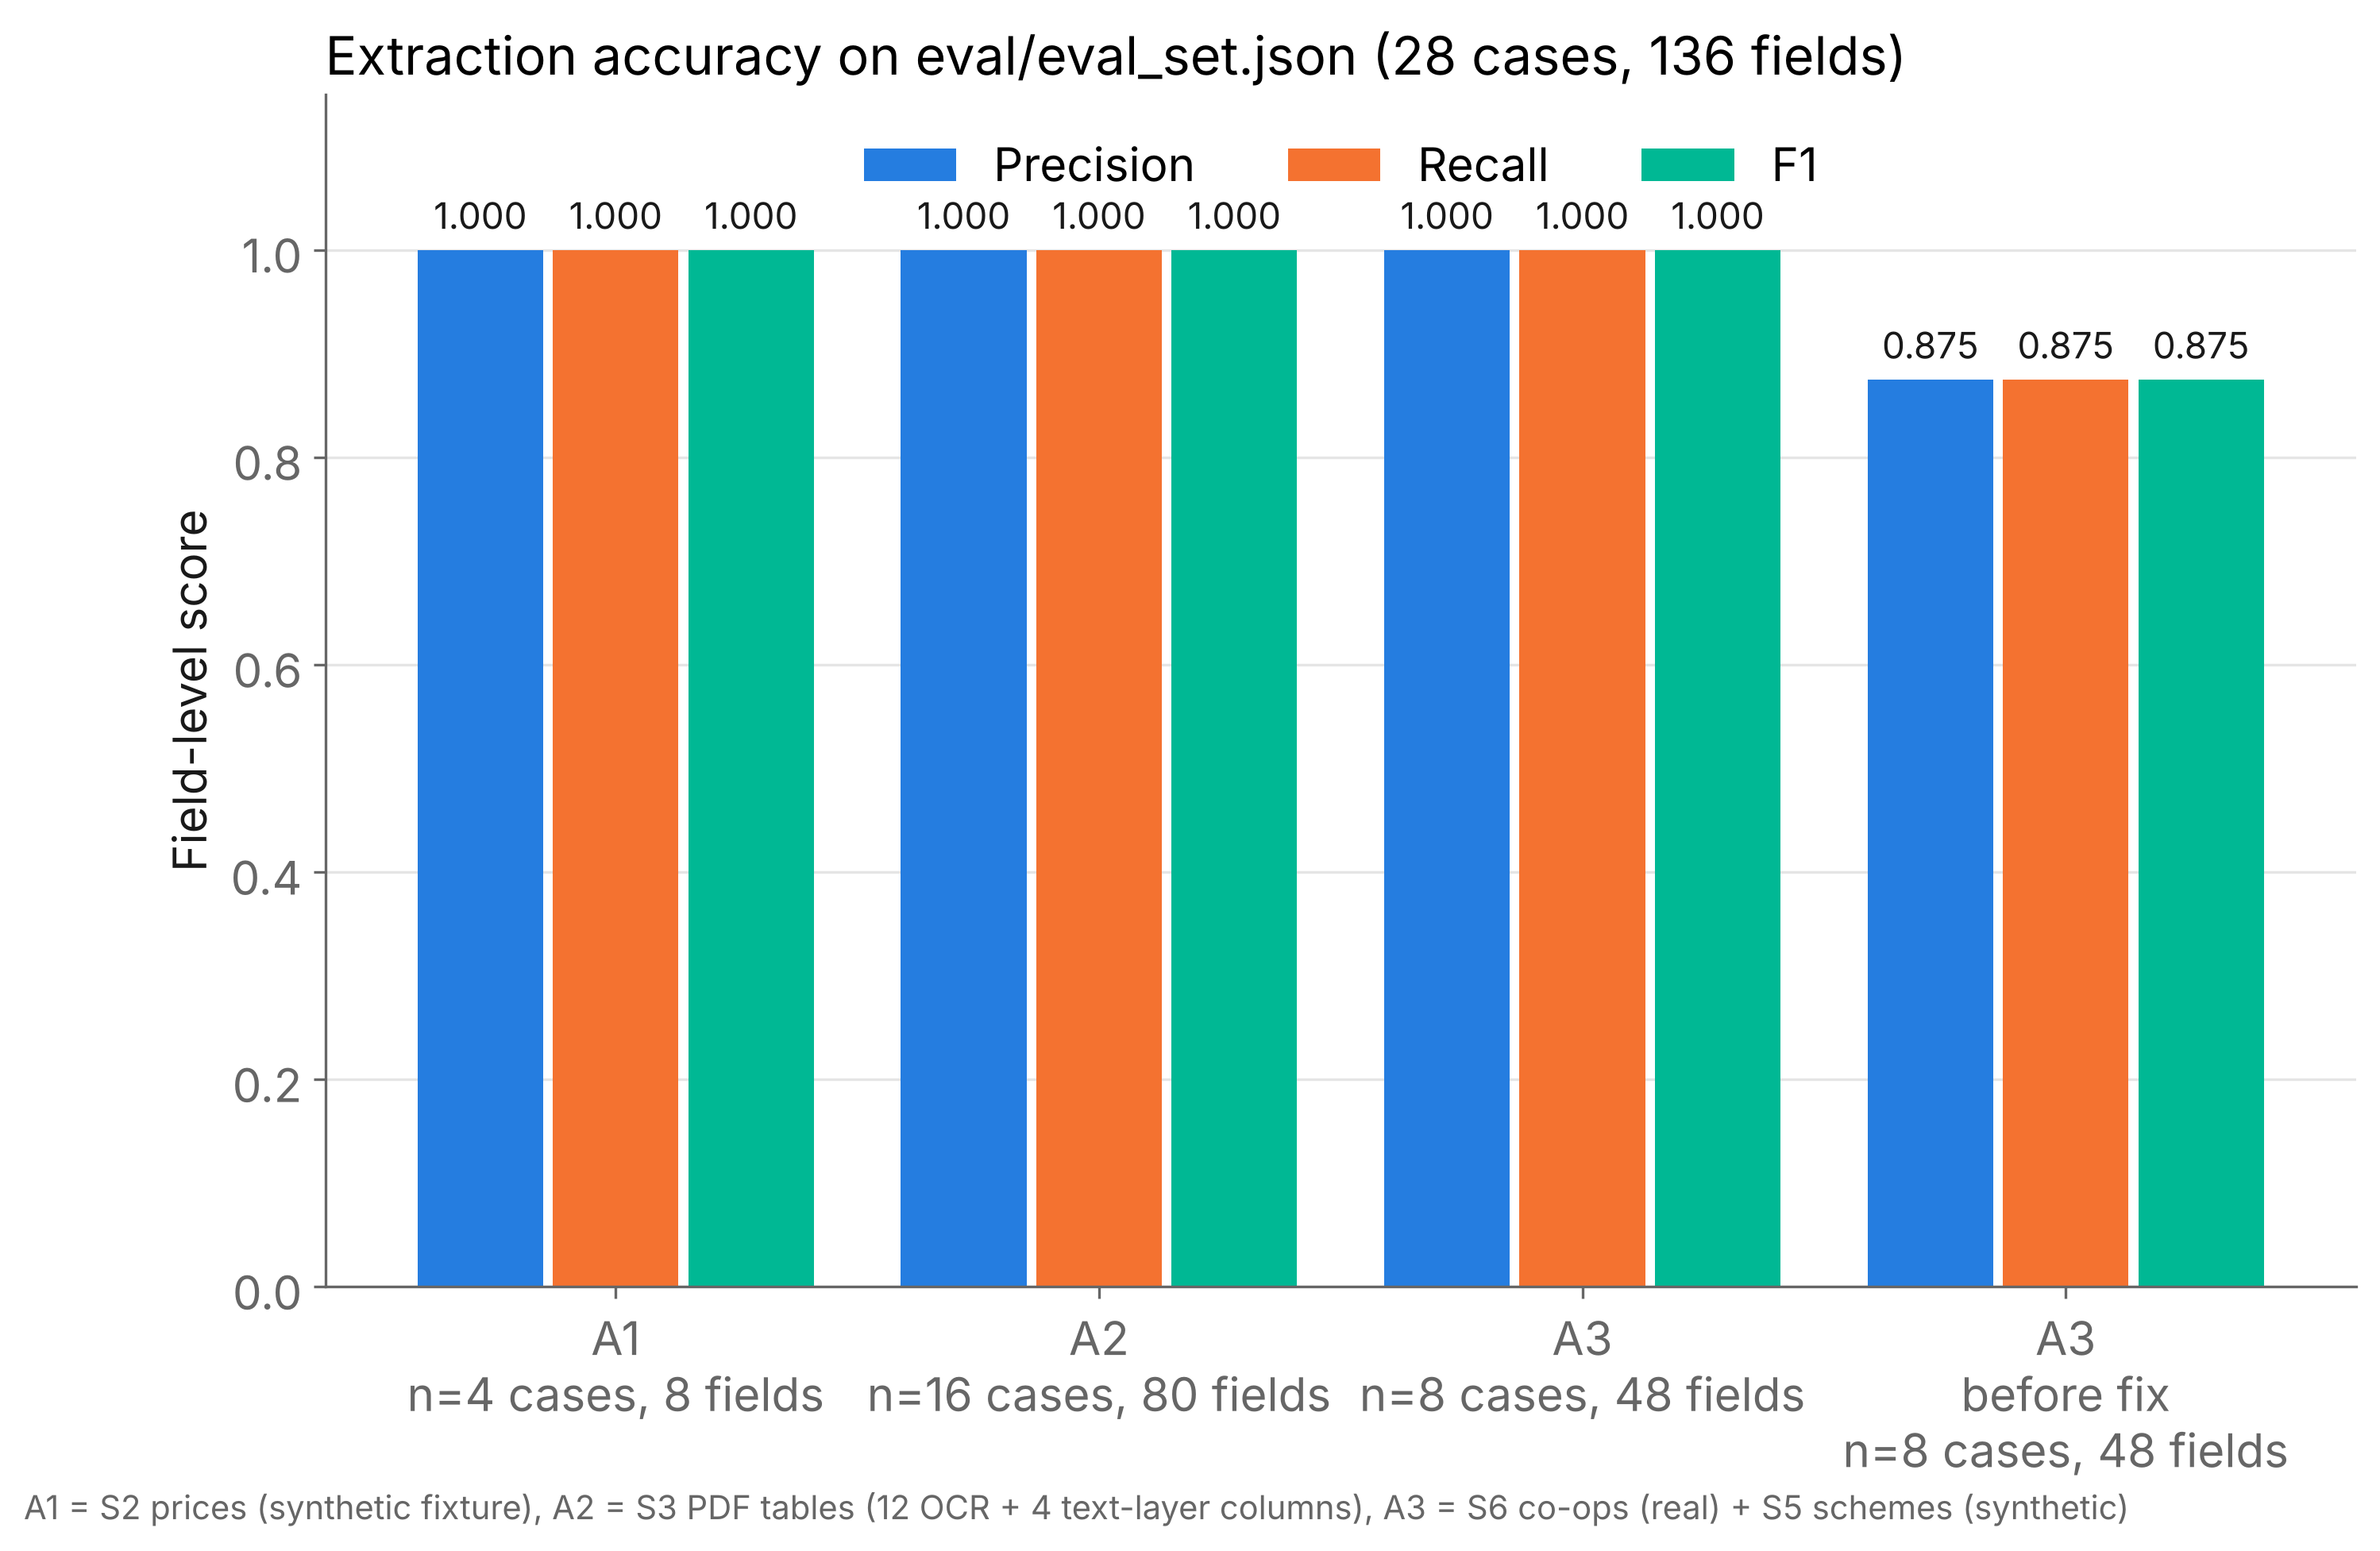 Extraction accuracy on eval/eval_set.json (28 cases, 136 fields)
Precision Recall F1
1.000 1.000 1.000 1.000 1.000 1.000 1.000 1.000 1.000
0.875 0.875 0.875
Field-level score
1.0
0.8
0.6
0.4
0.2
0.0
A1
n=4 cases, 8 fields
A2
n=16 cases, 80 fields
A3
n=8 cases, 48 fields
A3
before fix
n=8 cases, 48 fields
A1 = S2 prices (synthetic fixture), A2 = S3 PDF tables (12 OCR + 4 text-layer columns), A3 = S6 co-ops (real) + S5 schemes (synthetic)